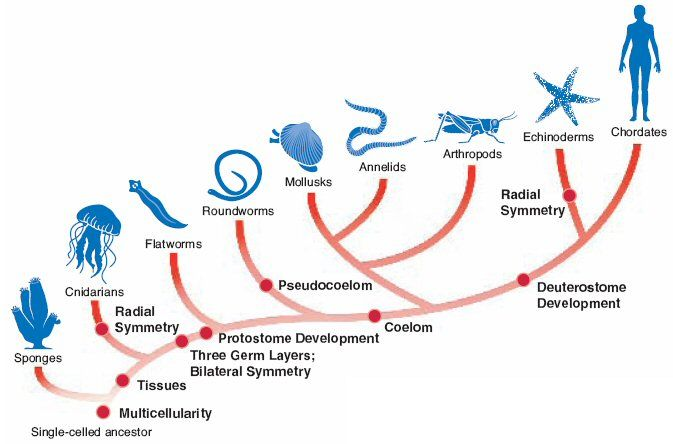 Chordates
Echinoderms
Arthropods
Annelids
Mollusks
Radial
Symmetry
Roundworms
Flatworms
Pseudocoelom
Deuterostome
Development
Cnidarians
Radial
Symmetry
Coelom
Protostome Development
Three Germ Layers;
Bilateral Symmetry
Sponges
Tissues
Multicellularity
Single-celled ancestor